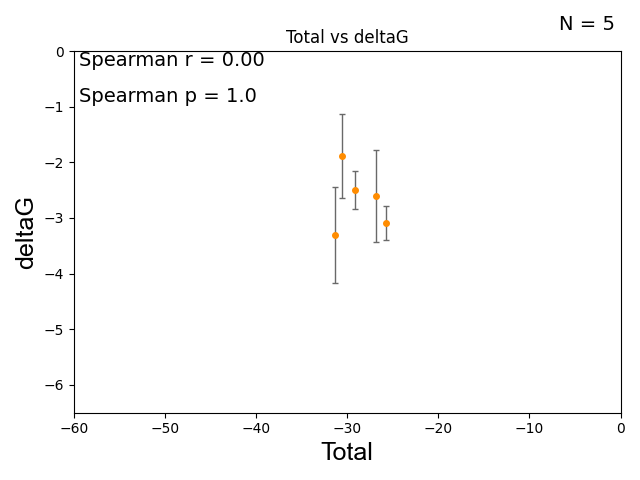 N = 5
Total vs deltaG
Spearman r = 0.00
Spearman p = 1.0
0
−1
−2
−3
−4
−5
−6
deltaG
−60 −50 −40 −30 −20 −10 0
Total